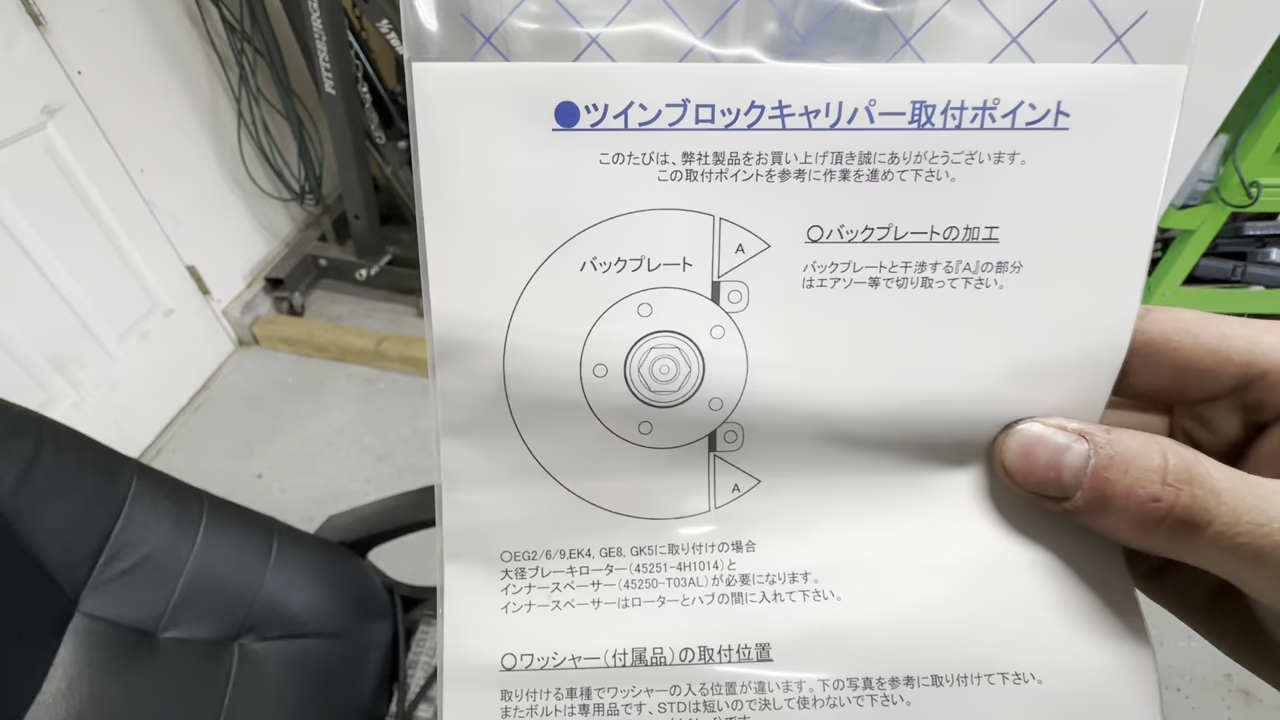 PITTSBURGH
●ツインブロックキャリパー取付ポイント
このたびは、弊社製品をお買い上げ頂き誠にありがとうございます。
この取付ポイントを参考に作業を進めて下さい。
バックプレート
A
○バックプレートの加工
バックプレートと干渉する『A』の部分
はエアソー等で切り取って下さい。
A
○EG2/6/9,EK4, GE8, GK5に取り付けの場合
大径ブレーキローター(45251-4H1014)と
インナースペーサー(45250-T03AL)が必要になります。
インナースペーサーはローターとハブの間に入れて下さい。
○ワッシャー(付属品)の取付位置
取り付ける車種でワッシャーの入る位置が違います。下の写真を参考に取り付けて下さい。
またボルトは専用品です、STDは短いので決して使わないで下さい。